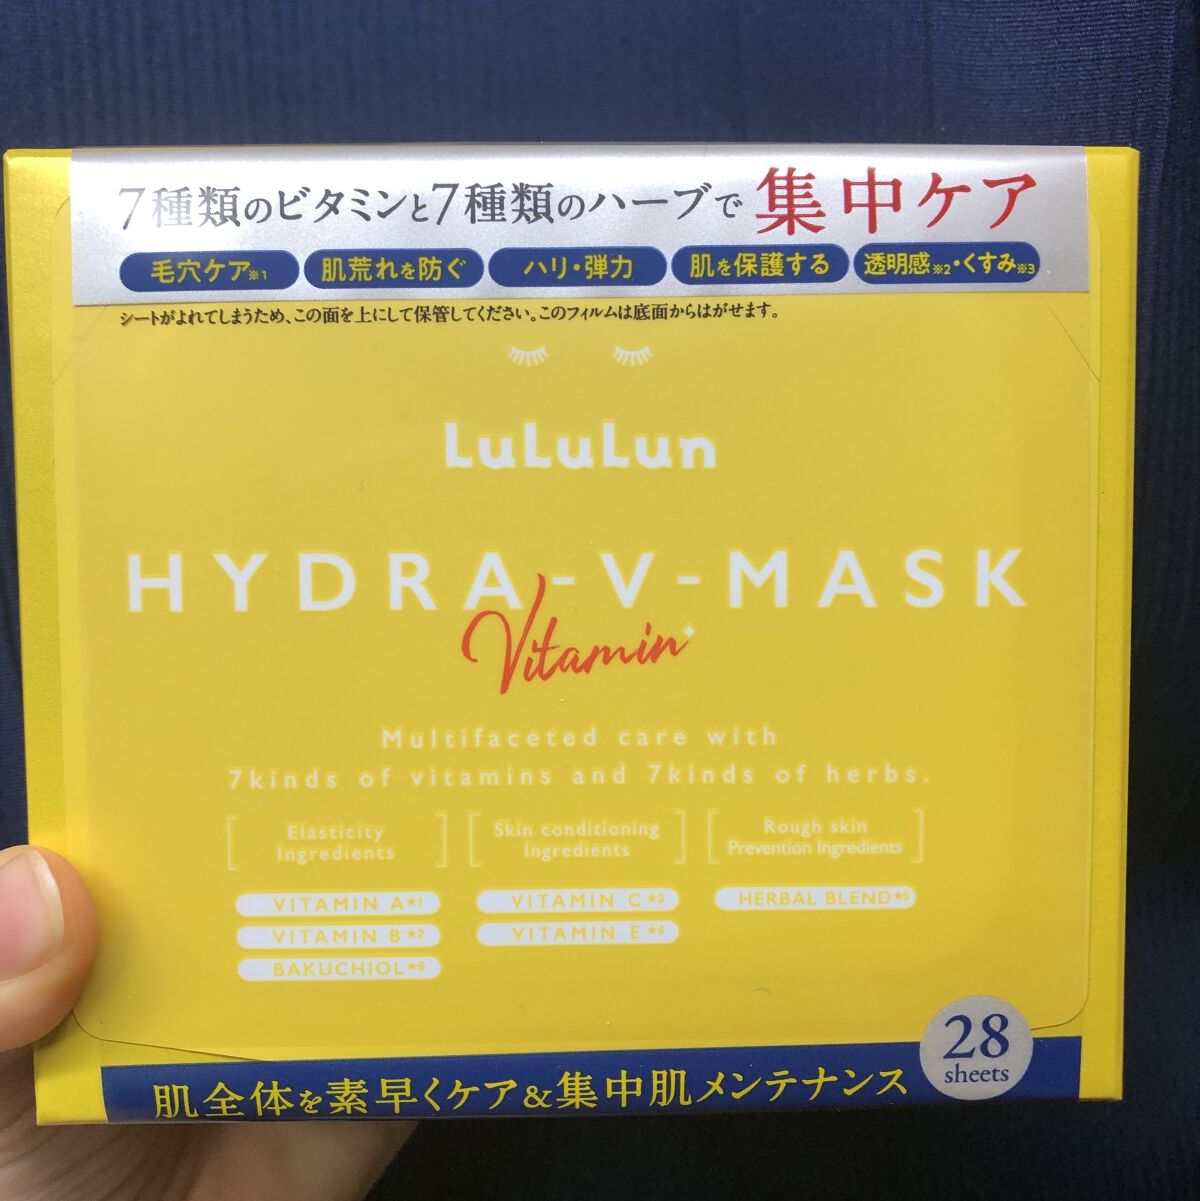 7種類のビタミンと7種類のハーブで 集中ケア
毛穴ケア※1 肌荒れを防ぐ ハリ・弾力 肌を保護する 透明感※2・くすみ※3
シートがよれてしまうため、この面を上にして保管してください。このフィルムは底面からはがせます。
LuLuLun
HYDRA-V-MASK
Vitamin
Multifaceted care with
7kinds of vitamins and 7kinds of herbs.
Elasticity
Ingredients
VITAMIN A★1
VITAMIN B★2
BAKUCHIOL★6
Skin conditioning
Ingredients
VITAMIN C★3
VITAMIN E★4
Rough skin
Prevention Ingredients
HERBAL BLEND★5
28
sheets
肌全体を素早くケア&集中肌メンテナンス